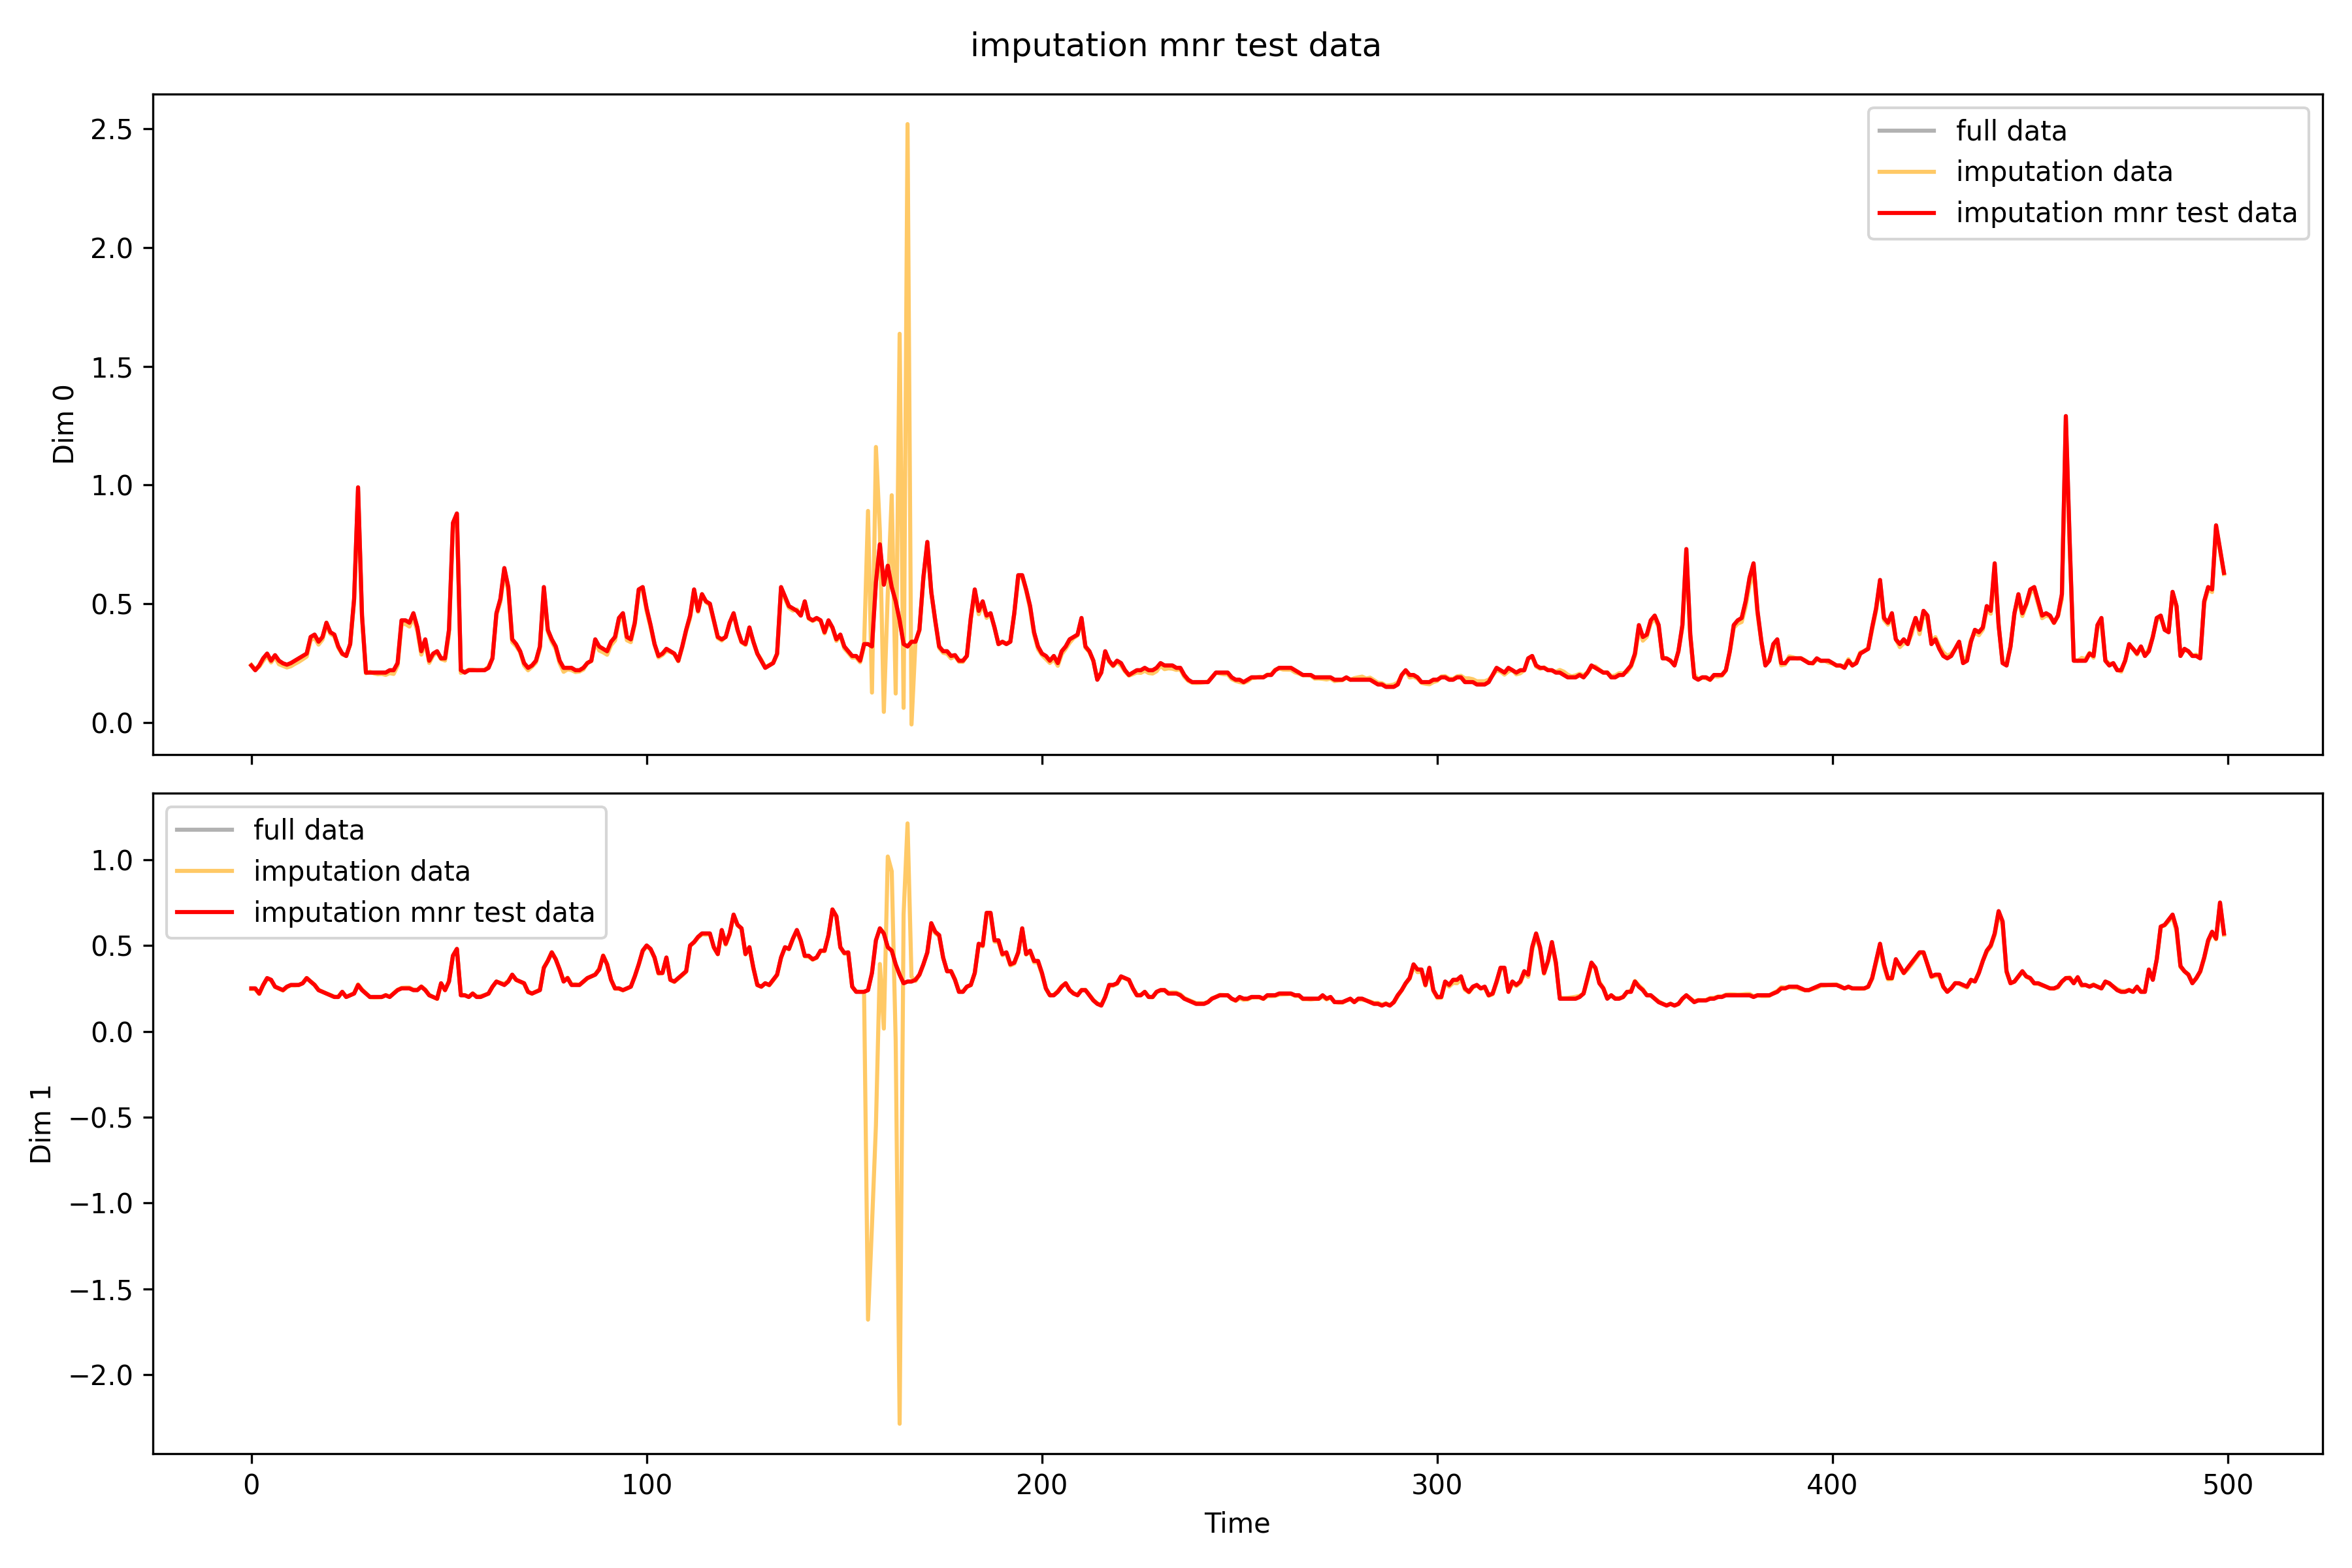 imputation mnr test data
2.5
2.0
1.5
1.0
0.5
0.0
Dim 0
full data
imputation data
imputation mnr test data
1.0
0.5
0.0
−0.5
−1.0
−1.5
−2.0
Dim 1
full data
imputation data
imputation mnr test data
0 100 200 300 400 500
Time